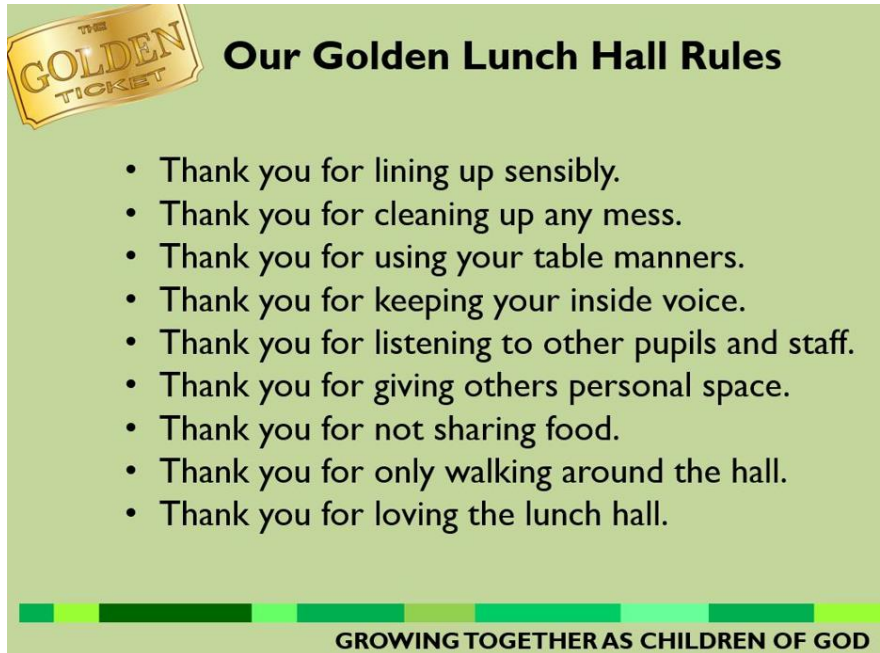 THE
GOLDEN
TICKET
Our Golden Lunch Hall Rules
• Thank you for lining up sensibly.
• Thank you for cleaning up any mess.
• Thank you for using your table manners.
• Thank you for keeping your inside voice.
• Thank you for listening to other pupils and staff.
• Thank you for giving others personal space.
• Thank you for not sharing food.
• Thank you for only walking around the hall.
• Thank you for loving the lunch hall.
GROWING TOGETHER AS CHILDREN OF GOD